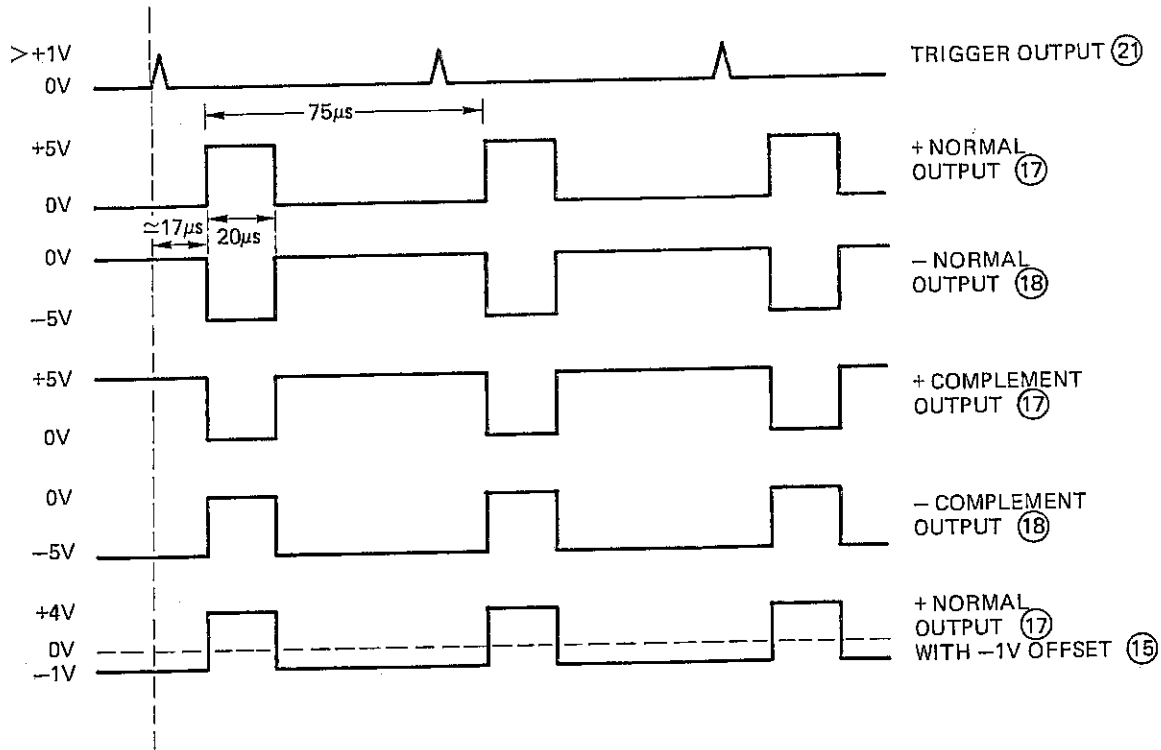 >+1V
0V
TRIGGER OUTPUT 21
75μs
+5V
0V
+ NORMAL
OUTPUT 17
≃17μs
20μs
0V
−5V
− NORMAL
OUTPUT 18
+5V
0V
+ COMPLEMENT
OUTPUT 17
0V
−5V
− COMPLEMENT
OUTPUT 18
+4V
0V
−1V
+ NORMAL
OUTPUT 17
WITH −1V OFFSET 15